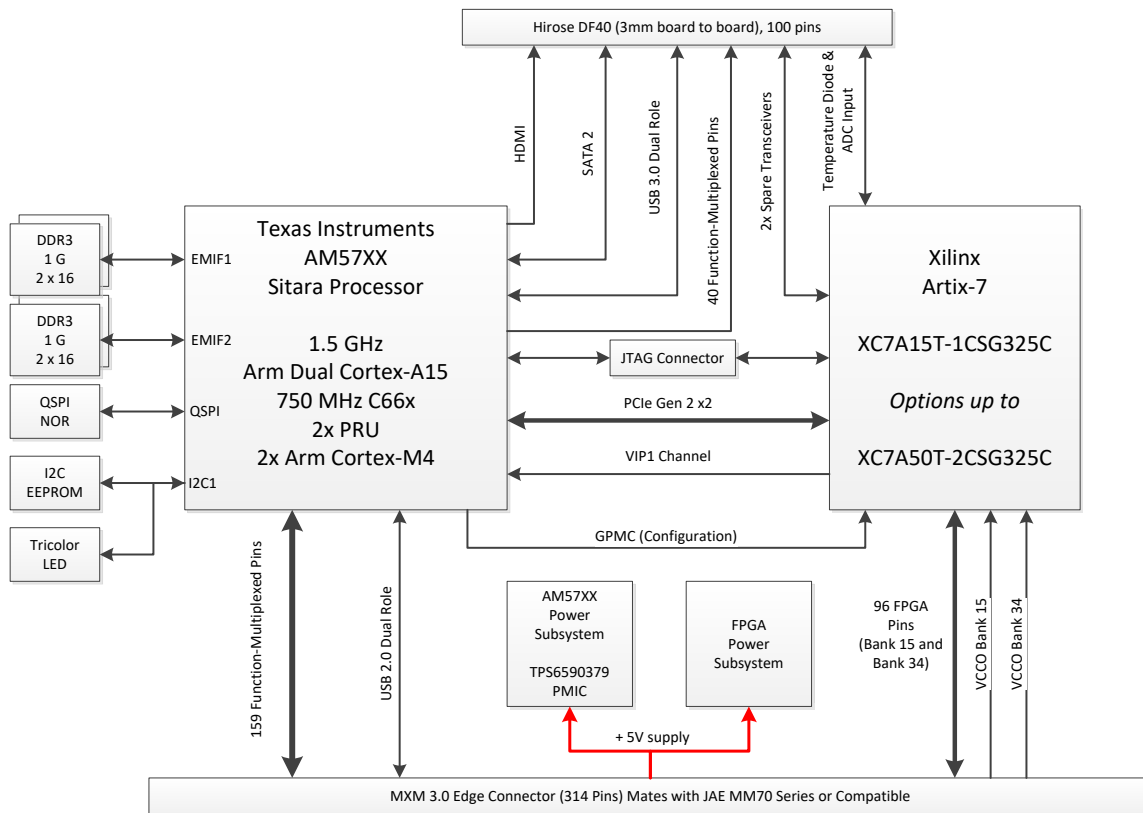 Hirose DF40 (3mm board to board), 100 pins
HDMI
SATA 2
USB 3.0 Dual Role
40 Function-Multiplexed Pins
2x Spare Transceivers
Temperature Diode &
ADC Input
DDR3
1 G
2 x 16
DDR3
1 G
2 x 16
QSPI
NOR
I2C
EEPROM
Tricolor
LED
EMIF1
EMIF2
QSPI
I2C1
Texas Instruments
AM57XX
Sitara Processor
1.5 GHz
Arm Dual Cortex-A15
750 MHz C66x
2x PRU
2x Arm Cortex-M4
JTAG Connector
PCIe Gen 2 x2
VIP1 Channel
GPMC (Configuration)
Xilinx
Artix-7
XC7A15T-1CSG325C
Options up to
XC7A50T-2CSG325C
159 Function-Multiplexed Pins
USB 2.0 Dual Role
AM57XX
Power
Subsystem
TPS6590379
PMIC
FPGA
Power
Subsystem
+ 5V supply
96 FPGA
Pins
(Bank 15 and
Bank 34)
VCCO Bank 15
VCCO Bank 34
MXM 3.0 Edge Connector (314 Pins) Mates with JAE MM70 Series or Compatible